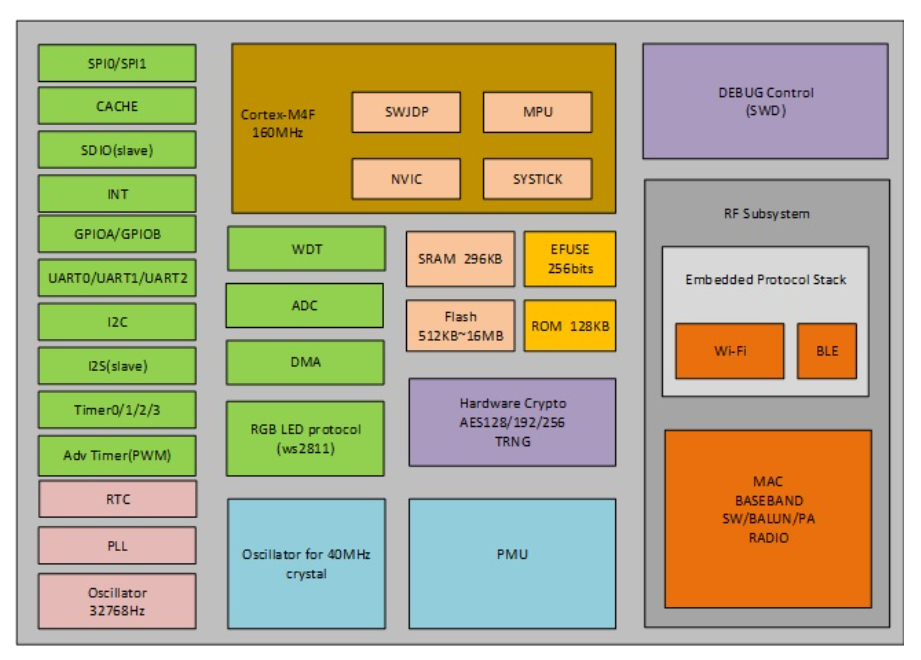 SPI0/SPI1
CACHE
SDIO(slave)
INT
GPIOA/GPIOB
UART0/UART1/UART2
I2C
I2S(slave)
Timer0/1/2/3
Adv Timer(PWM)
RTC
PLL
Oscillator
32768Hz
Cortex-M4F
160MHz
SWJDP
MPU
NVIC
SYSTICK
WDT
ADC
DMA
RGB LED protocol
(ws2811)
SRAM 296KB
EFUSE
256bits
Flash
512KB~16MB
ROM 128KB
Hardware Crypto
AES128/192/256
TRNG
Oscillator for 40MHz
crystal
PMU
DEBUG Control
(SWD)
RF Subsystem
Embedded Protocol Stack
Wi-Fi
BLE
MAC
BASEBAND
SW/BALUN/PA
RADIO